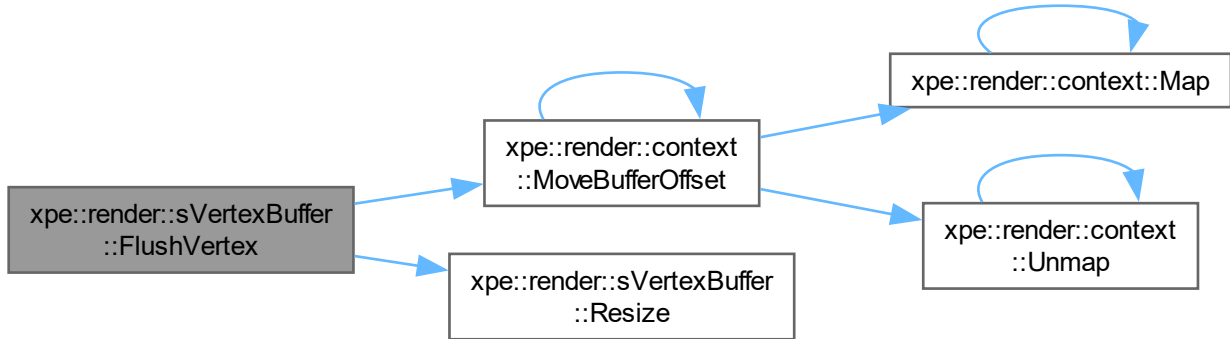 xpe::render::sVertexBuffer
::FlushVertex
xpe::render::context
::MoveBufferOffset
xpe::render::sVertexBuffer
::Resize
xpe::render::context::Map
xpe::render::context
::Unmap